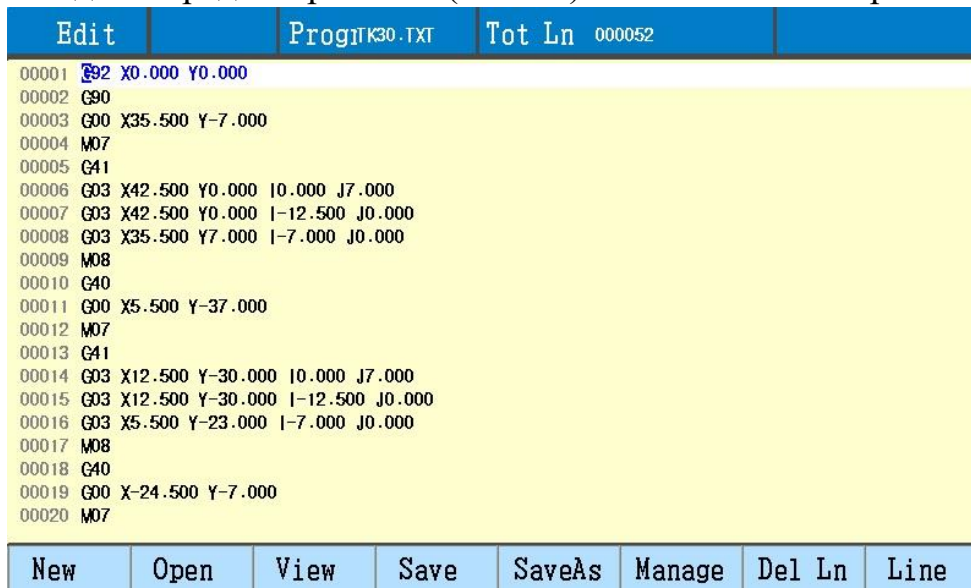 Edit ProgrTK30.TXT Tot Ln 000052
00001 G92 X0.000 Y0.000
00002 G90
00003 G00 X35.500 Y-7.000
00004 M07
00005 G41
00006 G03 X42.500 Y0.000 I0.000 J7.000
00007 G03 X42.500 Y0.000 I-12.500 J0.000
00008 G03 X35.500 Y7.000 I-7.000 J0.000
00009 M08
00010 G40
00011 G00 X5.500 Y-37.000
00012 M07
00013 G41
00014 G03 X12.500 Y-30.000 I0.000 J7.000
00015 G03 X12.500 Y-30.000 I-12.500 J0.000
00016 G03 X5.500 Y-23.000 I-7.000 J0.000
00017 M08
00018 G40
00019 G00 X-24.500 Y-7.000
00020 M07
New Open View Save SaveAs Manage Del Ln Line